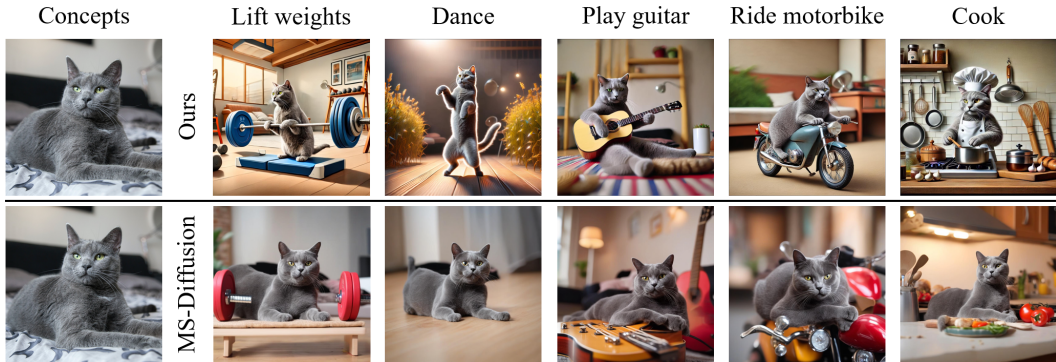 Concepts
Lift weights
Dance
Play guitar
Ride motorbike
Cook
Ours
MS-Diffusion